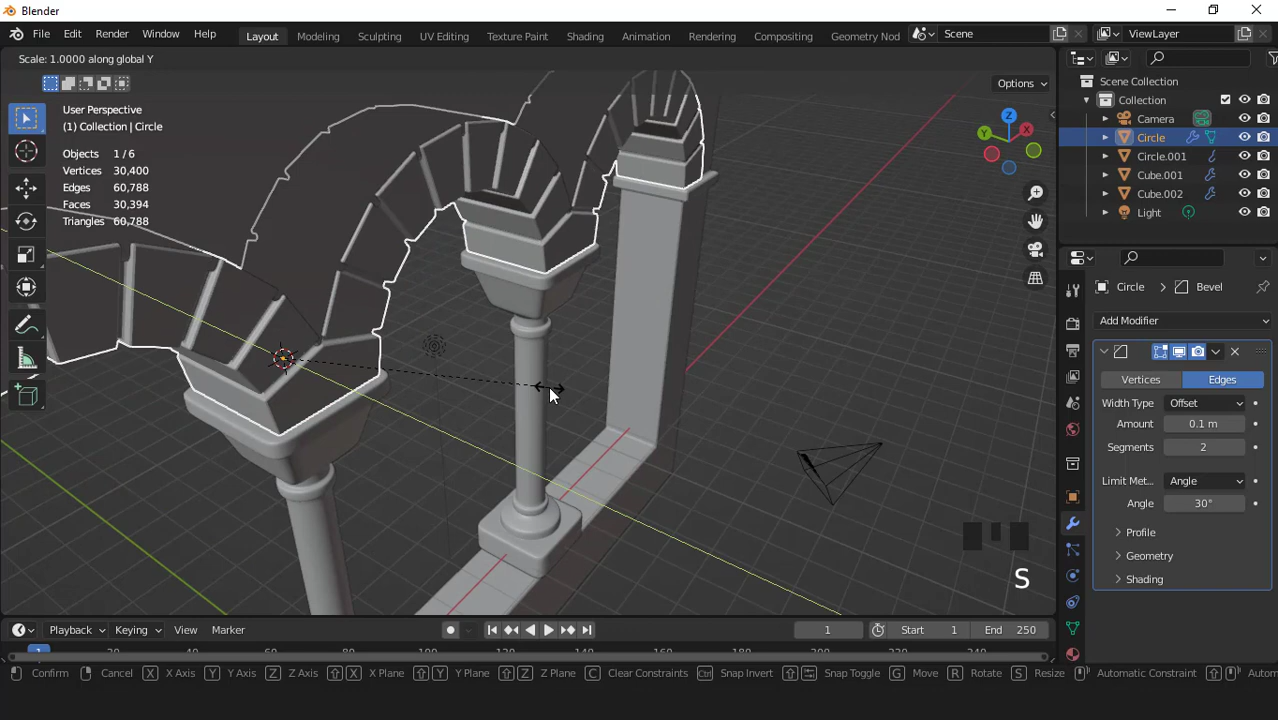 Blender
File Edit Render Window Help Layout Modeling Sculpting UV Editing Texture Paint Shading Animation Rendering Compositing Geometry Nod Scene ViewLayer
Scale: 1.0000 along global Y
Options
User Perspective
(1) Collection | Circle
Objects 1/6
Vertices 30,400
Edges 60,788
Faces 30,394
Triangles 60,788
X
Y
Z
S
Scene Collection
Collection
Camera
Circle
Circle.001
Cube.001
Cube.002
Light
Circle > Bevel
Add Modifier
Vertices Edges
Width Type Offset
Amount 0.1 m
Segments 2
Limit Met... Angle
Angle 30°
Profile
Geometry
Shading
Playback Keying View Marker 1 Start 1 End 250
Confirm Cancel X X Axis Y Y Axis Z Z Axis X X Plane Y Y Plane Z Z Plane C Clear Constraints Ctrl Snap Invert Snap Toggle G Move R Rotate S Resize Automatic Constraint Autom